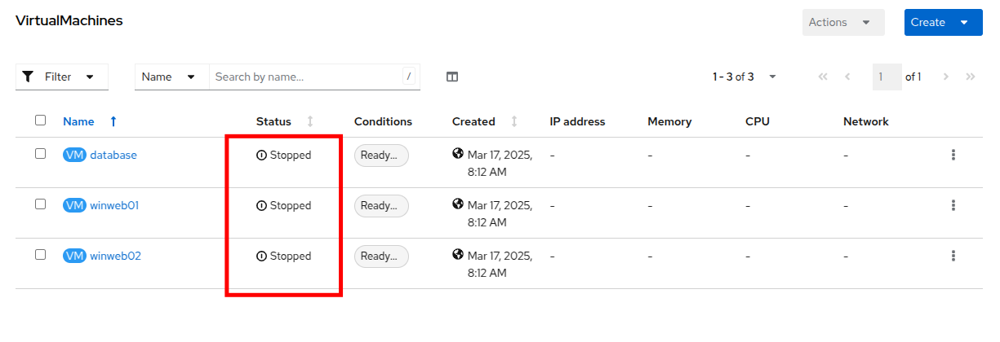 VirtualMachines
Actions
Create
Filter
Name
Search by name...
/
1 - 3 of 3
1 of 1
Name Status Conditions Created IP address Memory CPU Network
VM database Stopped Ready... Mar 17, 2025, - - - -
8:12 AM
VM winweb01 Stopped Ready... Mar 17, 2025, - - - -
8:12 AM
VM winweb02 Stopped Ready... Mar 17, 2025, - - - -
8:12 AM